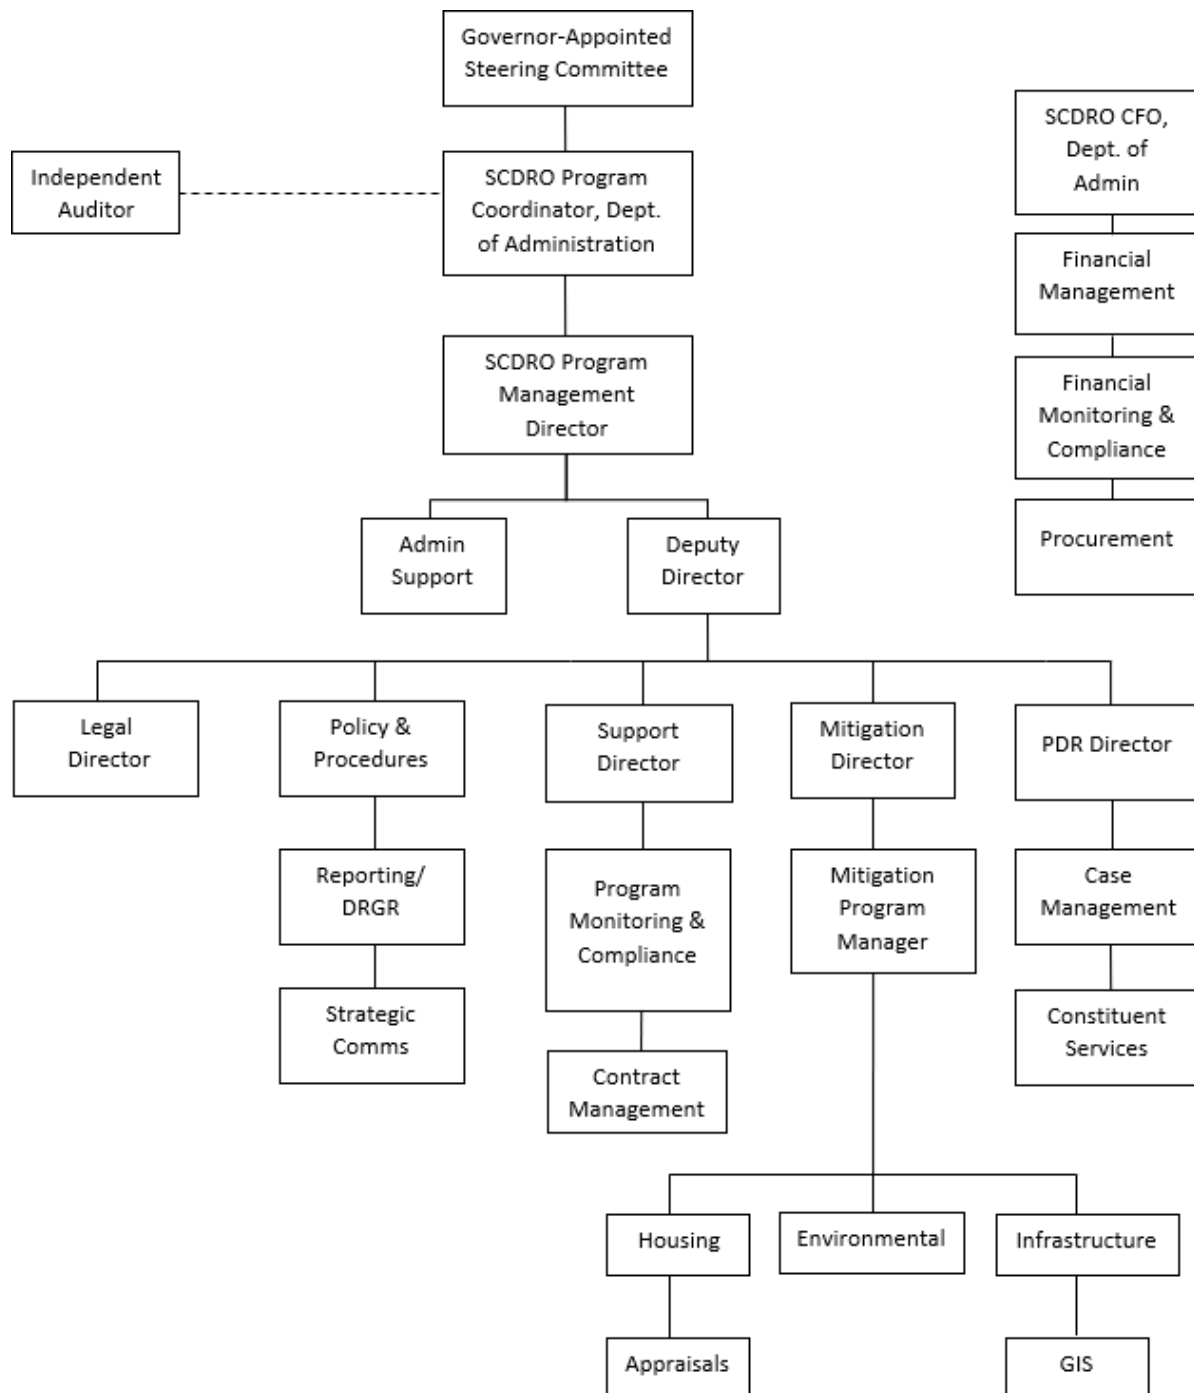 Governor-Appointed
Steering Committee
SCDRO CFO,
Dept. of
Admin
Independent
Auditor
SCDRO Program
Coordinator, Dept.
of Administration
Financial
Management
SCDRO Program
Management
Director
Financial
Monitoring &
Compliance
Admin
Support
Deputy
Director
Procurement
Legal
Director
Policy &
Procedures
Support
Director
Mitigation
Director
PDR Director
Reporting/
DRGR
Program
Monitoring &
Compliance
Mitigation
Program
Manager
Case
Management
Strategic
Comms
Contract
Management
Constituent
Services
Housing
Environmental
Infrastructure
Appraisals
GIS